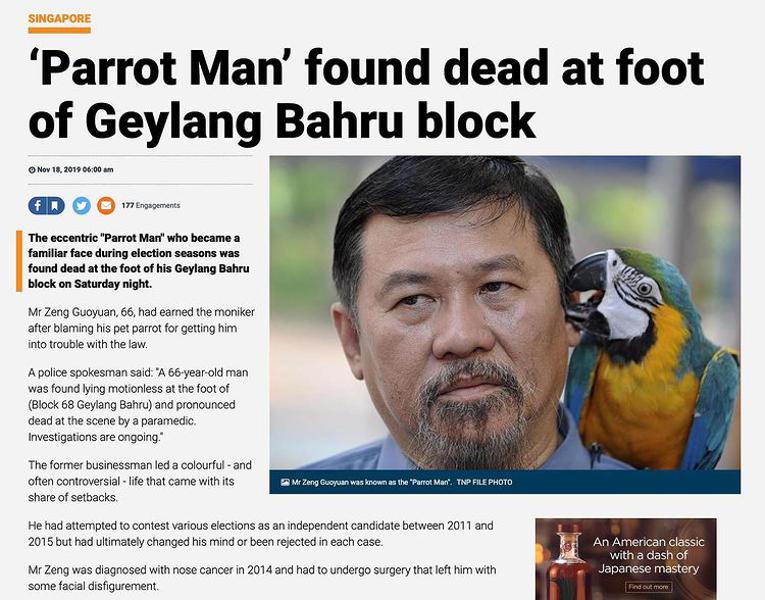 SINGAPORE
‘Parrot Man’ found dead at foot
of Geylang Bahru block
Nov 18, 2019 06:00 am
177 Engagements
The eccentric "Parrot Man" who became a
familiar face during election seasons was
found dead at the foot of his Geylang Bahru
block on Saturday night.
Mr Zeng Guoyuan, 66, had earned the moniker
after blaming his pet parrot for getting him
into trouble with the law.
A police spokesman said: "A 66-year-old man
was found lying motionless at the foot of
(Block 68 Geylang Bahru) and pronounced
dead at the scene by a paramedic.
Investigations are ongoing."
The former businessman led a colourful - and
often controversial - life that came with its
share of setbacks.
Mr Zeng Guoyuan was known as the "Parrot Man". TNP FILE PHOTO
He had attempted to contest various elections as an independent candidate between 2011 and
2015 but had ultimately changed his mind or been rejected in each case.
Mr Zeng was diagnosed with nose cancer in 2014 and had to undergo surgery that left him with
some facial disfigurement.
An American classic
with a dash of
Japanese mastery
Find out more